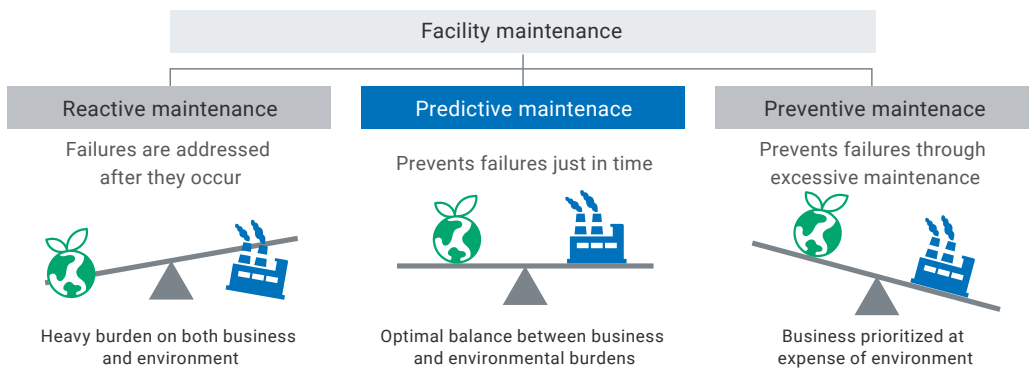 Facility maintenance
Reactive maintenance
Failures are addressed
after they occur
Heavy burden on both business
and environment
Predictive maintenace
Prevents failures just in time
Optimal balance between business
and environmental burdens
Preventive maintenace
Prevents failures through
excessive maintenance
Business prioritized at
expense of environment